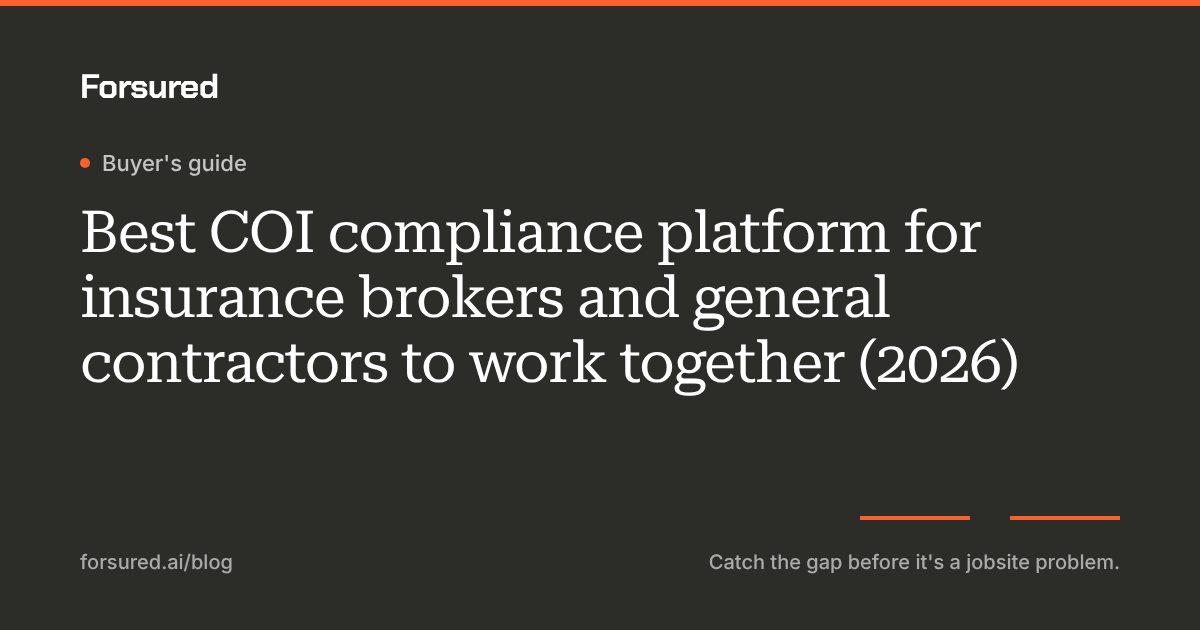 Forsured
Buyer's guide
Best COI compliance platform for
insurance brokers and general
contractors to work together (2026)
forsured.ai/blog
Catch the gap before it's a jobsite problem.